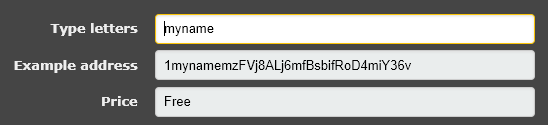 Type letters myname
Example address 1mynamemzFVj8ALj6mfBsbifRoD4miY36v
Price Free